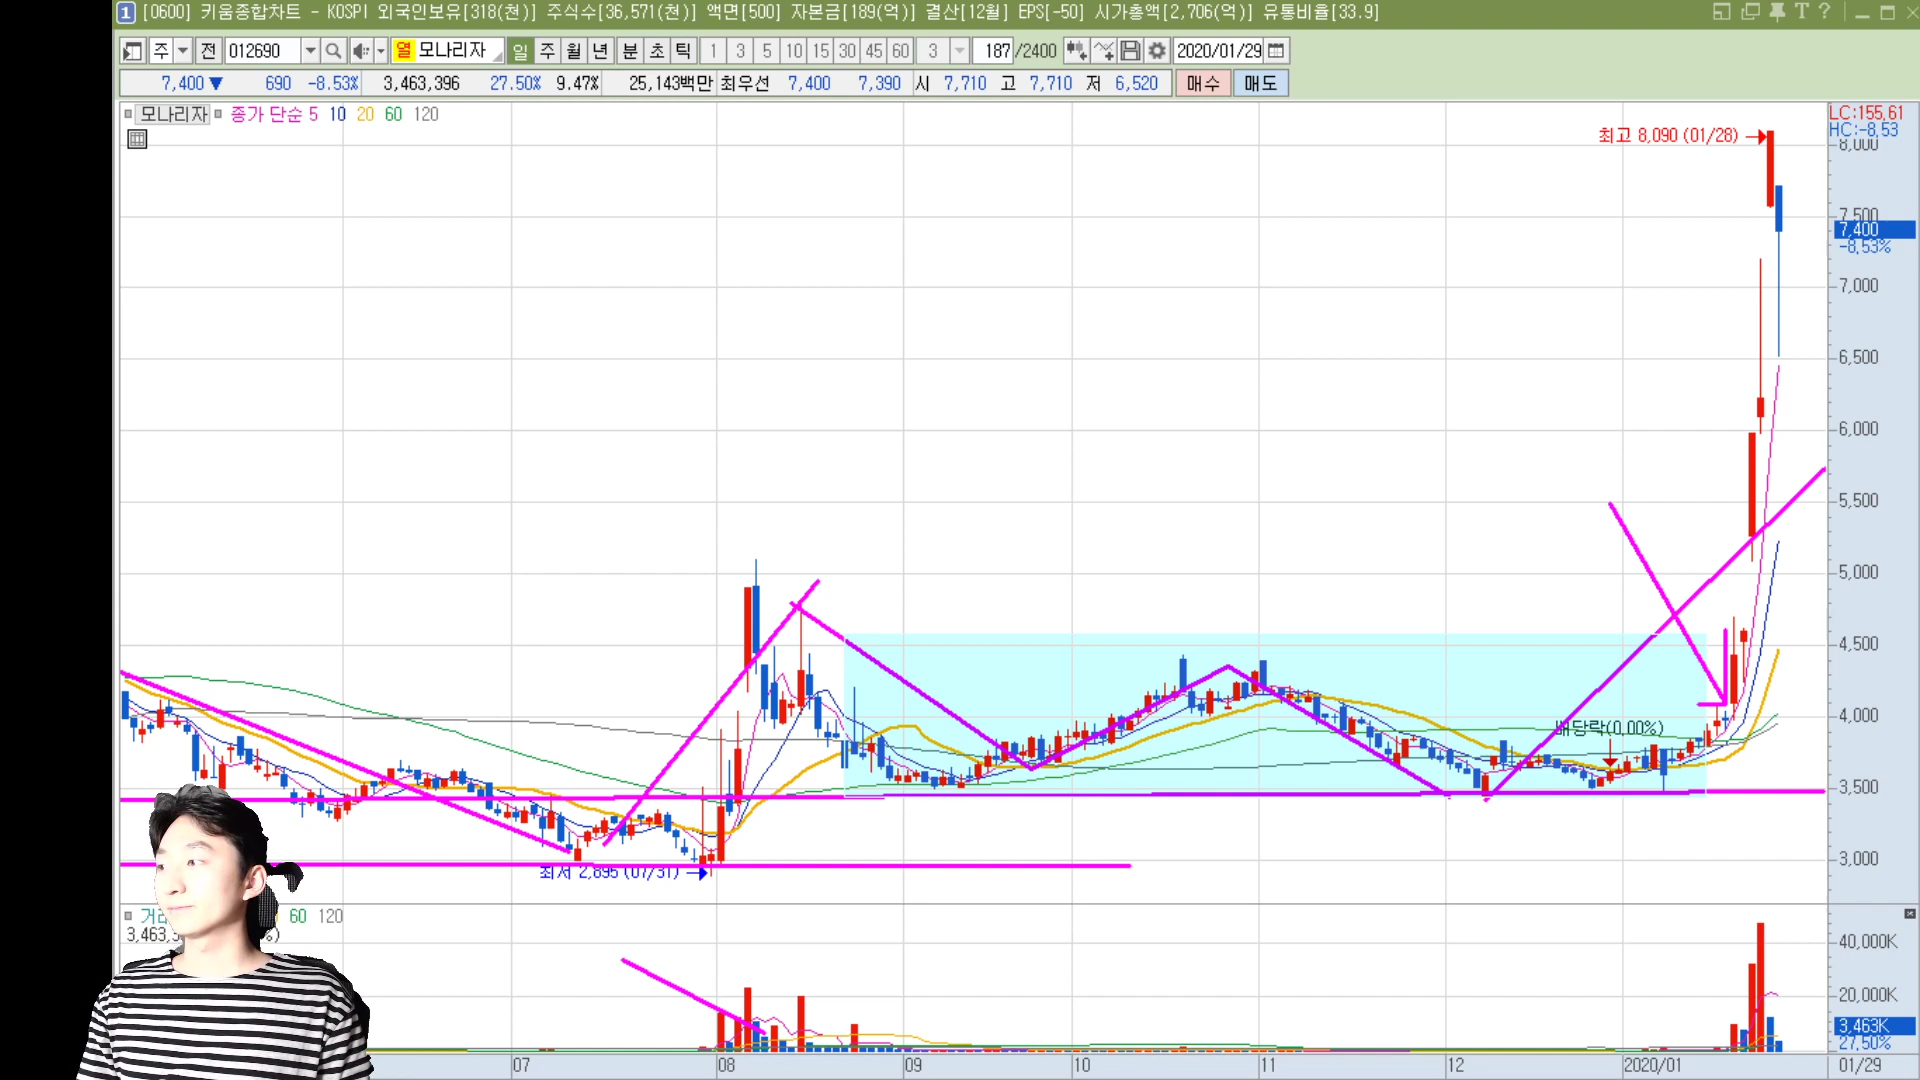 1 [0600] 키움종합차트 - KOSPI 외국인보유[318(천)] 주식수[36,571(천)] 액면[500] 자본금[189(억)] 결산[12월] EPS[-50] 시가총액[2,706(억)] 유통비율[33.9]
주 전 012690 열 모나리자 일 주 월 년 분 초 틱 1 3 5 10 15 30 45 60 3 187 /2400 2020/01/29
7,400 ▼ 690 -8.53% 3,463,396 27.50% 9.47% 25,143백만 최우선 7,400 7,390 시 7,710 고 7,710 저 6,520 매수 매도
모나리자 종가 단순 5 10 20 60 120
LC:155,61
HC:-8,53
최고 8,090 (01/28)
8,000
7,500
7,400
-8,53%
7,000
6,500
6,000
5,500
5,000
4,500
4,000
배당락(0,00%)
3,500
3,000
최저 2,895 (07/31)
60 120
40,000K
20,000K
3,463K
27,50%
07 08 09 10 11 12 2020/01 01/29